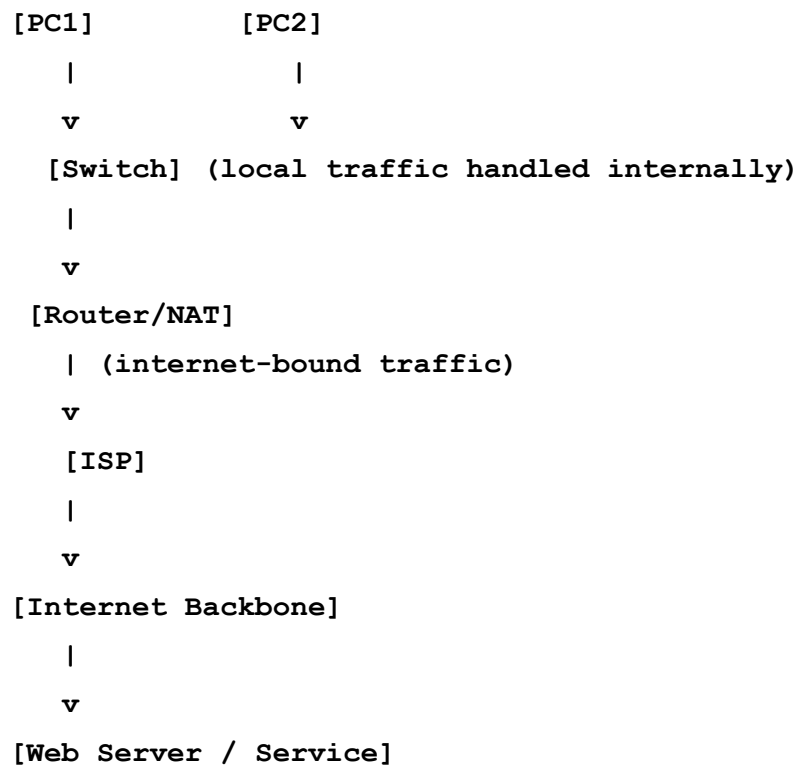 [PC1]         [PC2]
   |             |
   v             v
  [Switch] (local traffic handled internally)
   |
   v
 [Router/NAT]
   | (internet-bound traffic)
   v
   [ISP]
   |
   v
[Internet Backbone]
   |
   v
[Web Server / Service]